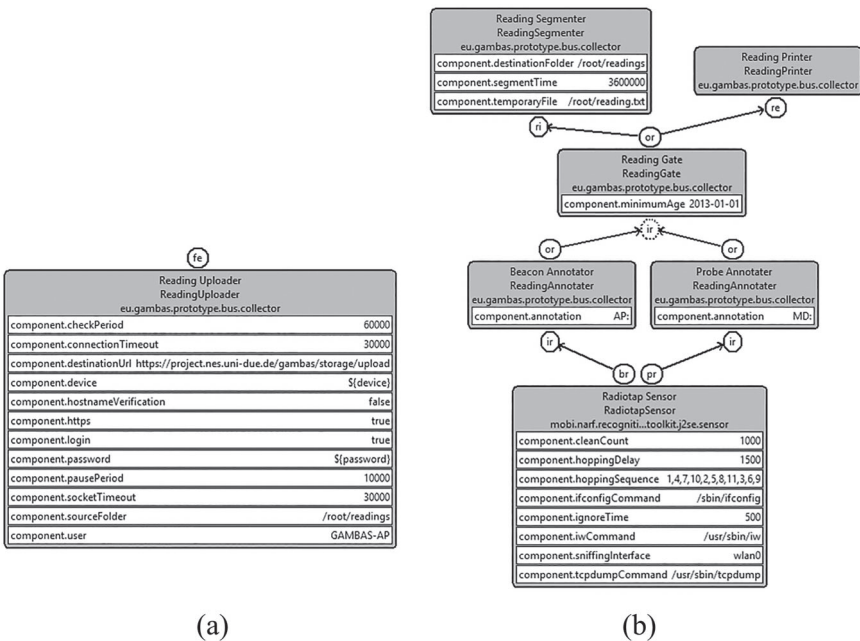 Reading Segmenter
ReadingSegmenter
eu.gambas.prototype.bus.collector
component.destinationFolder /root/readings
component.segmentTime 3600000
component.temporaryFile /root/reading.txt
Reading Printer
ReadingPrinter
eu.gambas.prototype.bus.collector
ri
or
re
Reading Gate
ReadingGate
eu.gambas.prototype.bus.collector
component.minimumAge 2013-01-01
ir
or
or
Beacon Annotator
ReadingAnnotater
eu.gambas.prototype.bus.collector
component.annotation AP:
Probe Annotater
ReadingAnnotater
eu.gambas.prototype.bus.collector
component.annotation MD:
ir
ir
br
pr
Radiotap Sensor
RadiotapSensor
mobi.narf.recogniti...toolkit.j2se.sensor
component.cleanCount 1000
component.hoppingDelay 1500
component.hoppingSequence 1,4,7,10,2,5,8,11,3,6,9
component.ifconfigCommand /sbin/ifconfig
component.ignoreTime 500
component.iwCommand /usr/sbin/iw
component.sniffingInterface wlan0
component.tcpdumpCommand /usr/sbin/tcpdump
fe
Reading Uploader
ReadingUploader
eu.gambas.prototype.bus.collector
component.checkPeriod 60000
component.connectionTimeout 30000
component.destinationUrl https://project.nes.uni-due.de/gambas/storage/upload
component.device ${device}
component.hostnameVerification false
component.https true
component.login true
component.password ${password}
component.pausePeriod 10000
component.socketTimeout 30000
component.sourceFolder /root/readings
component.user GAMBAS-AP
(a)
(b)